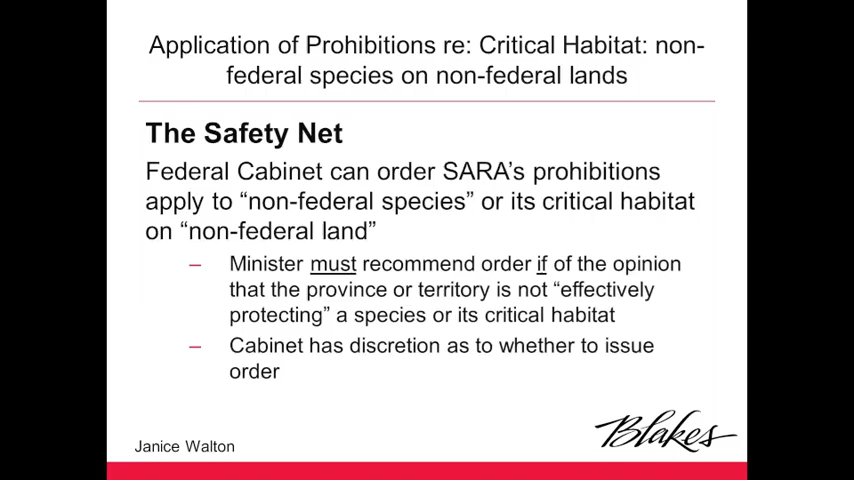 Application of Prohibitions re: Critical Habitat: non-
federal species on non-federal lands
The Safety Net
Federal Cabinet can order SARA’s prohibitions
apply to “non-federal species” or its critical habitat
on “non-federal land”
– Minister must recommend order if of the opinion
that the province or territory is not “effectively
protecting” a species or its critical habitat
– Cabinet has discretion as to whether to issue
order
Blakes
Janice Walton